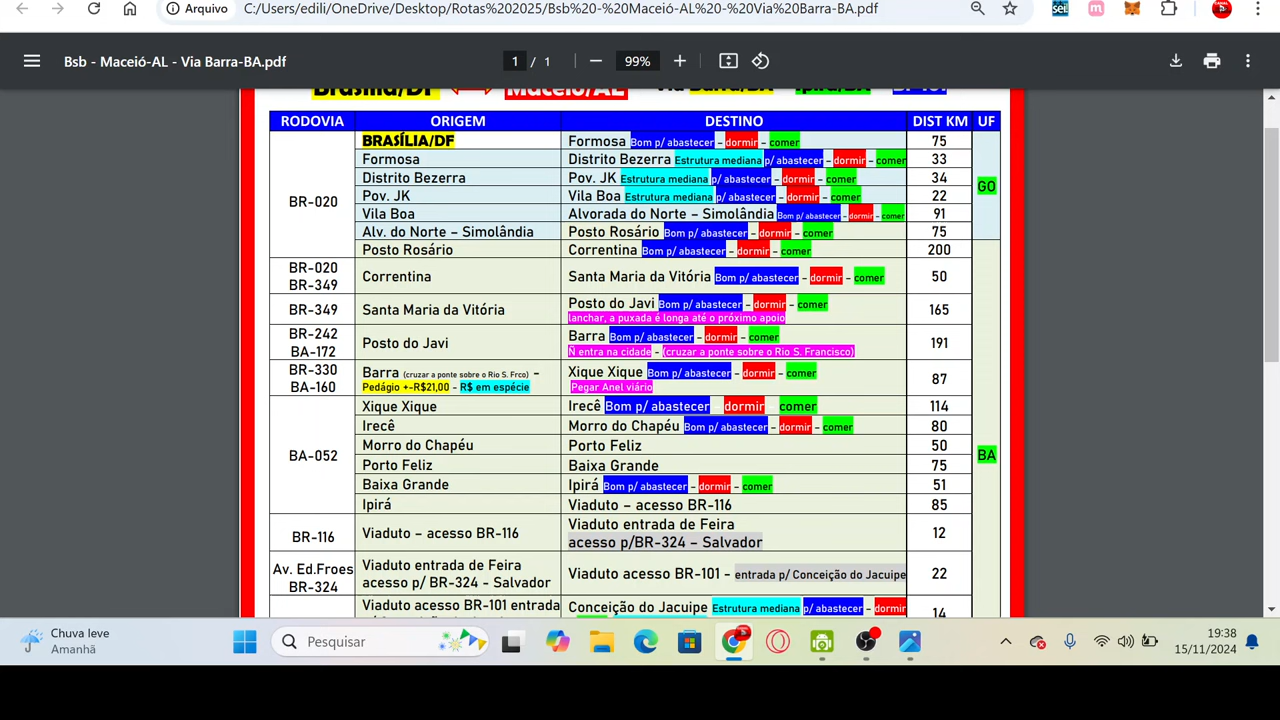 Arquivo C:/Users/edili/OneDrive/Desktop/Rotas%202025/Bsb%20-%20Maceió-AL%20-%20Via%20Barra-BA.pdf
Bsb - Maceió-AL - Via Barra-BA.pdf 1 / 1 99%
Brasília/DF Maceió/AL Via Barra/BA Ipirá/BA BR-101
RODOVIA ORIGEM DESTINO DIST KM UF
BR-020 BRASÍLIA/DF Formosa Bom p/ abastecer – dormir – comer 75 GO
Formosa Distrito Bezerra Estrutura mediana p/ abastecer – dormir – comer 33
Distrito Bezerra Pov. JK Estrutura mediana p/ abastecer – dormir – comer 34
Pov. JK Vila Boa Estrutura mediana p/ abastecer – dormir – comer 22
Vila Boa Alvorada do Norte – Simolândia Bom p/ abastecer – dormir – comer 91
Alv. do Norte – Simolândia Posto Rosário Bom p/ abastecer – dormir – comer 75
Posto Rosário Correntina Bom p/ abastecer – dormir – comer 200
BR-020
BR-349 Correntina Santa Maria da Vitória Bom p/ abastecer – dormir – comer 50
BR-349 Santa Maria da Vitória Posto do Javi Bom p/ abastecer – dormir – comer 165
lanchar, a puxada é longa até o próximo apoio
BR-242
BA-172 Posto do Javi Barra Bom p/ abastecer – dormir – comer 191
Ñ entra na cidade – (cruzar a ponte sobre o Rio S. Francisco)
BR-330
BA-160 Barra (cruzar a ponte sobre o Rio S. Frco) – Xique Xique Bom p/ abastecer – dormir – comer 87
Pedágio +-R$21,00 - R$ em espécie Pegar Anel viário
BA-052 Xique Xique Irecê Bom p/ abastecer dormir comer 114 BA
Irecê Morro do Chapéu Bom p/ abastecer – dormir – comer 80
Morro do Chapéu Porto Feliz 50
Porto Feliz Baixa Grande 75
Baixa Grande Ipirá Bom p/ abastecer – dormir – comer 51
Ipirá Viaduto – acesso BR-116 85
BR-116 Viaduto – acesso BR-116 Viaduto entrada de Feira 12
acesso p/BR-324 – Salvador
Av. Ed.Froes
BR-324 Viaduto entrada de Feira
acesso p/ BR-324 – Salvador Viaduto acesso BR-101 – entrada p/ Conceição do Jacuipe 22
Viaduto acesso BR-101 entrada Conceição do Jacuipe Estrutura mediana p/ abastecer – dormir 14
Chuva leve
Amanhã
Pesquisar
19:38
15/11/2024